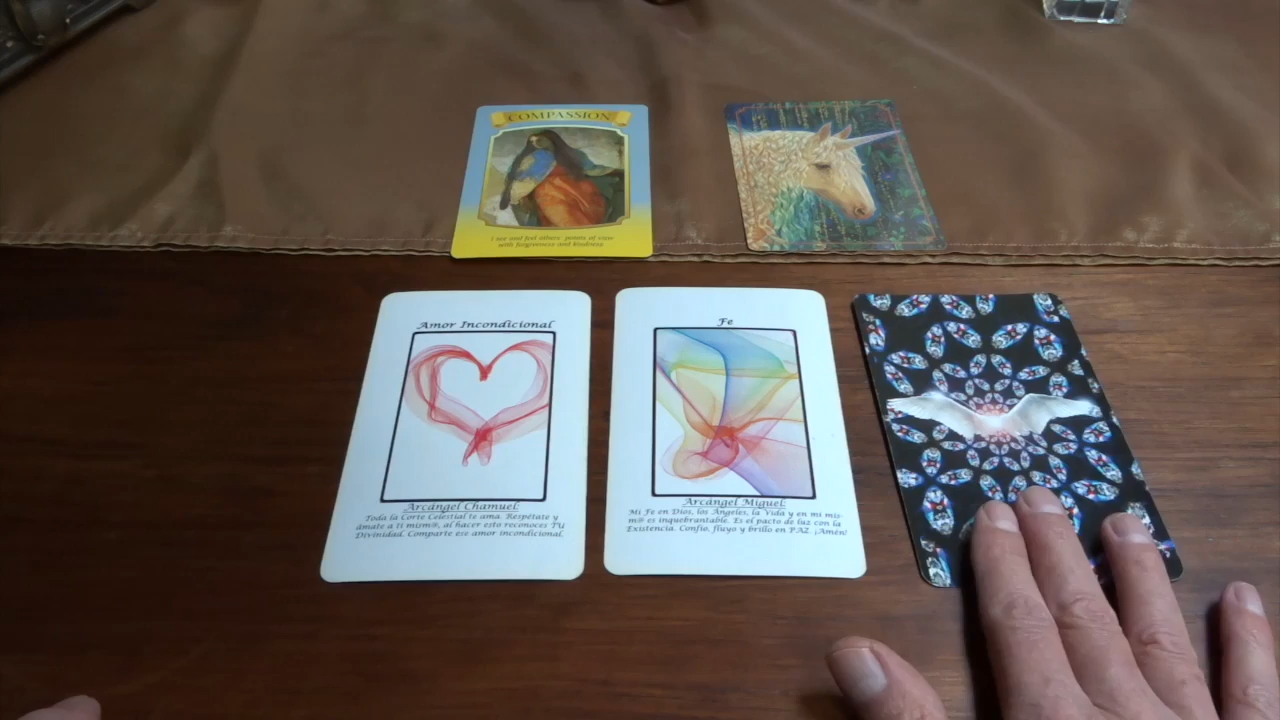 COMPASSION
I see and feel others' points of view
with forgiveness and kindness
Amor Incondicional
Arcángel Chamuel:
Toda la Corte Celestial te ama. Respétate y
ámate a ti mism@, al hacer esto reconoces TU
Divinidad. Comparte ese amor incondicional.
Fe
Arcángel Miguel:
Mi Fe en Dios, los Ángeles, la Vida y en mi mis-
m@ es inquebrantable. Es el pacto de luz con la
Existencia. Confío, fluyo y brillo en PAZ. ¡Amén!